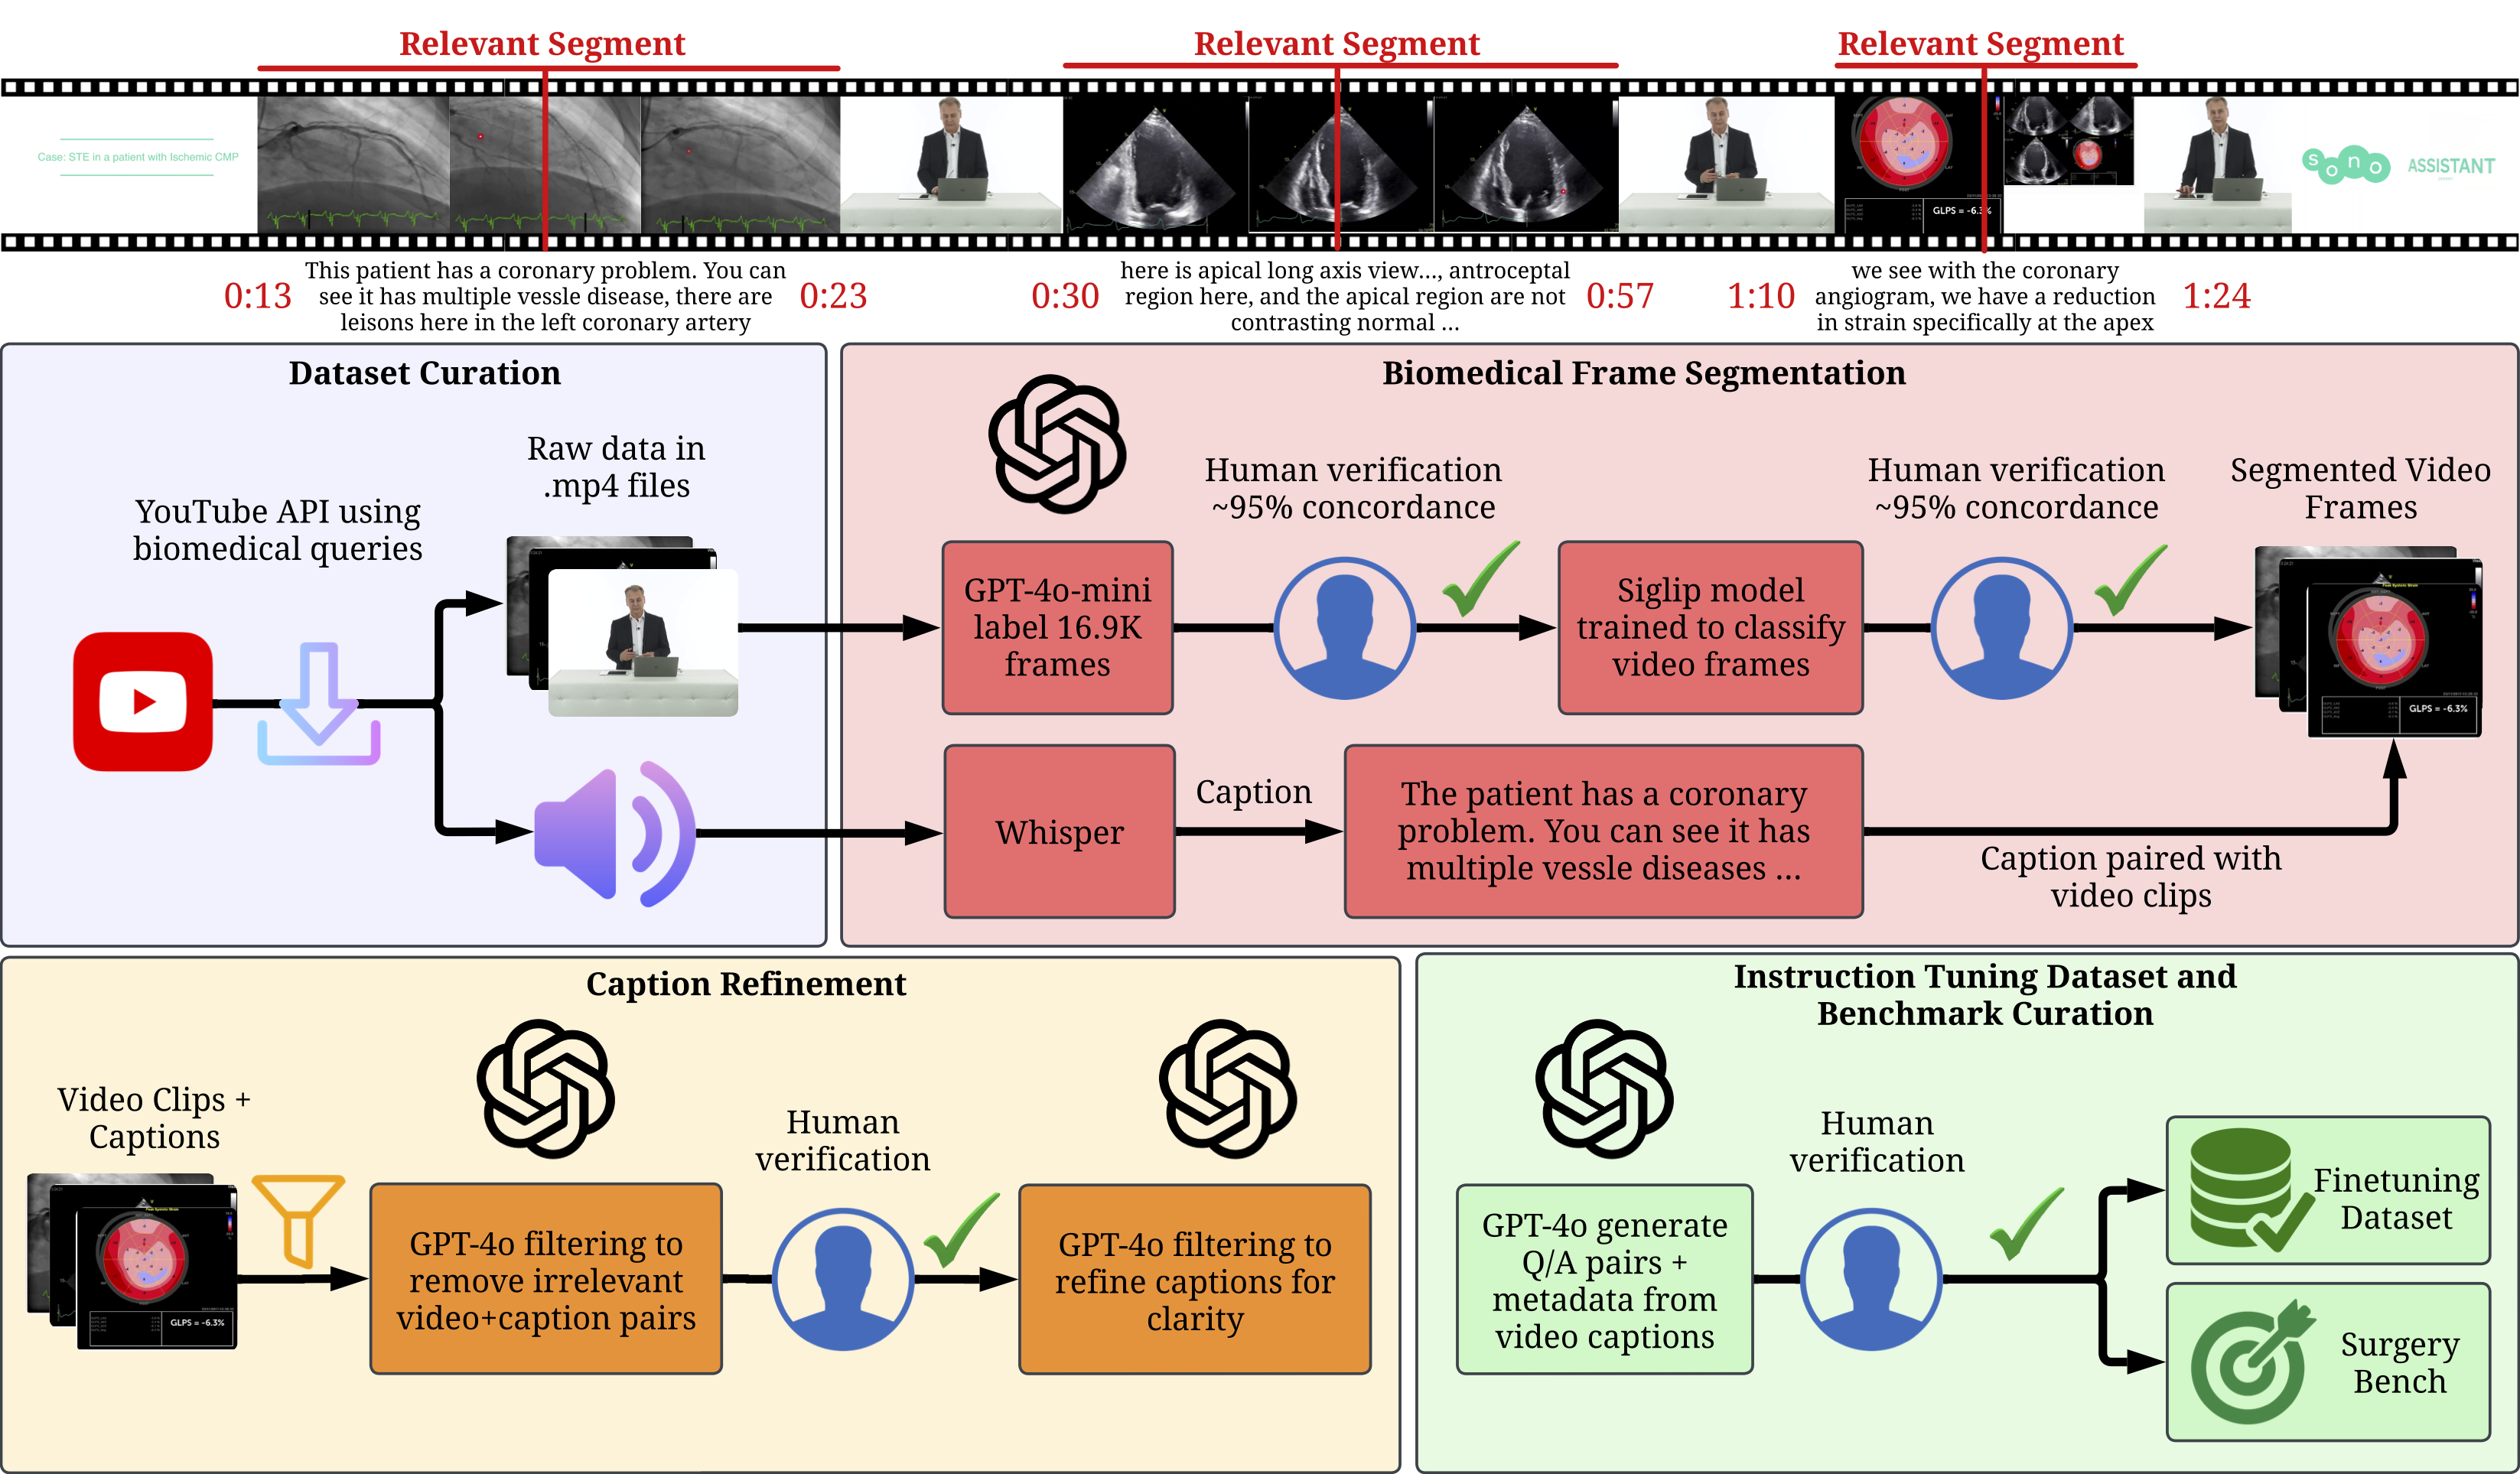 Relevant Segment
Relevant Segment
Relevant Segment
Case: STE in a patient with Ischemic CMP
GLPS = -6.3%
sono ASSISTANT
0:13
This patient has a coronary problem. You can
see it has multiple vessle disease, there are
leisons here in the left coronary artery
0:23
0:30
here is apical long axis view..., antroceptal
region here, and the apical region are not
contrasting normal ...
0:57
1:10
we see with the coronary
angiogram, we have a reduction
in strain specifically at the apex
1:24
Dataset Curation
YouTube API using
biomedical queries
Raw data in
.mp4 files
Biomedical Frame Segmentation
GPT-4o-mini
label 16.9K
frames
Human verification
~95% concordance
Siglip model
trained to classify
video frames
Human verification
~95% concordance
Segmented Video
Frames
GLPS = -6.3%
Whisper
Caption
The patient has a coronary
problem. You can see it has
multiple vessle diseases ...
Caption paired with
video clips
Caption Refinement
Video Clips +
Captions
GLPS = -6.3%
GPT-4o filtering to
remove irrelevant
video+caption pairs
Human
verification
GPT-4o filtering to
refine captions for
clarity
Instruction Tuning Dataset and
Benchmark Curation
GPT-4o generate
Q/A pairs +
metadata from
video captions
Human
verification
Finetuning
Dataset
Surgery
Bench